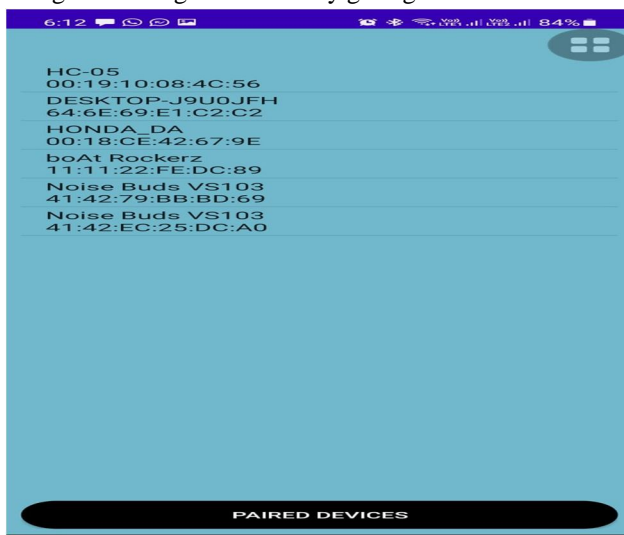 6:12 84%
HC-05
00:19:10:08:4C:56
DESKTOP-J9U0JFH
64:6E:69:E1:C2:C2
HONDA_DA
00:18:CE:42:67:9E
boAt Rockerz
11:11:22:FE:DC:89
Noise Buds VS103
41:42:79:BB:BD:69
Noise Buds VS103
41:42:EC:25:DC:A0
PAIRED DEVICES